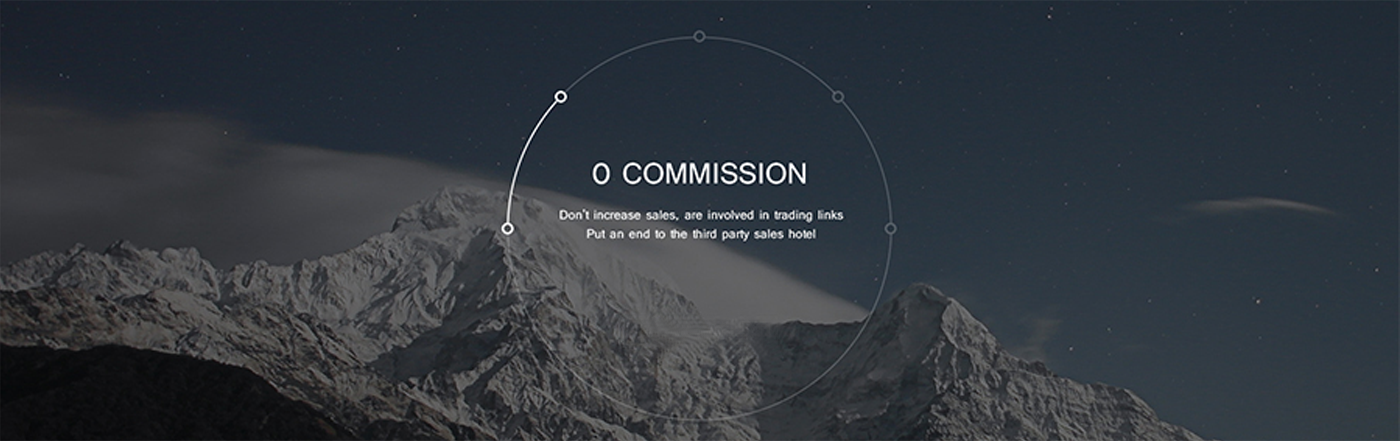 0 COMMISSION
Don't increase sales, are involved in trading links
Put an end to the third party sales hotel